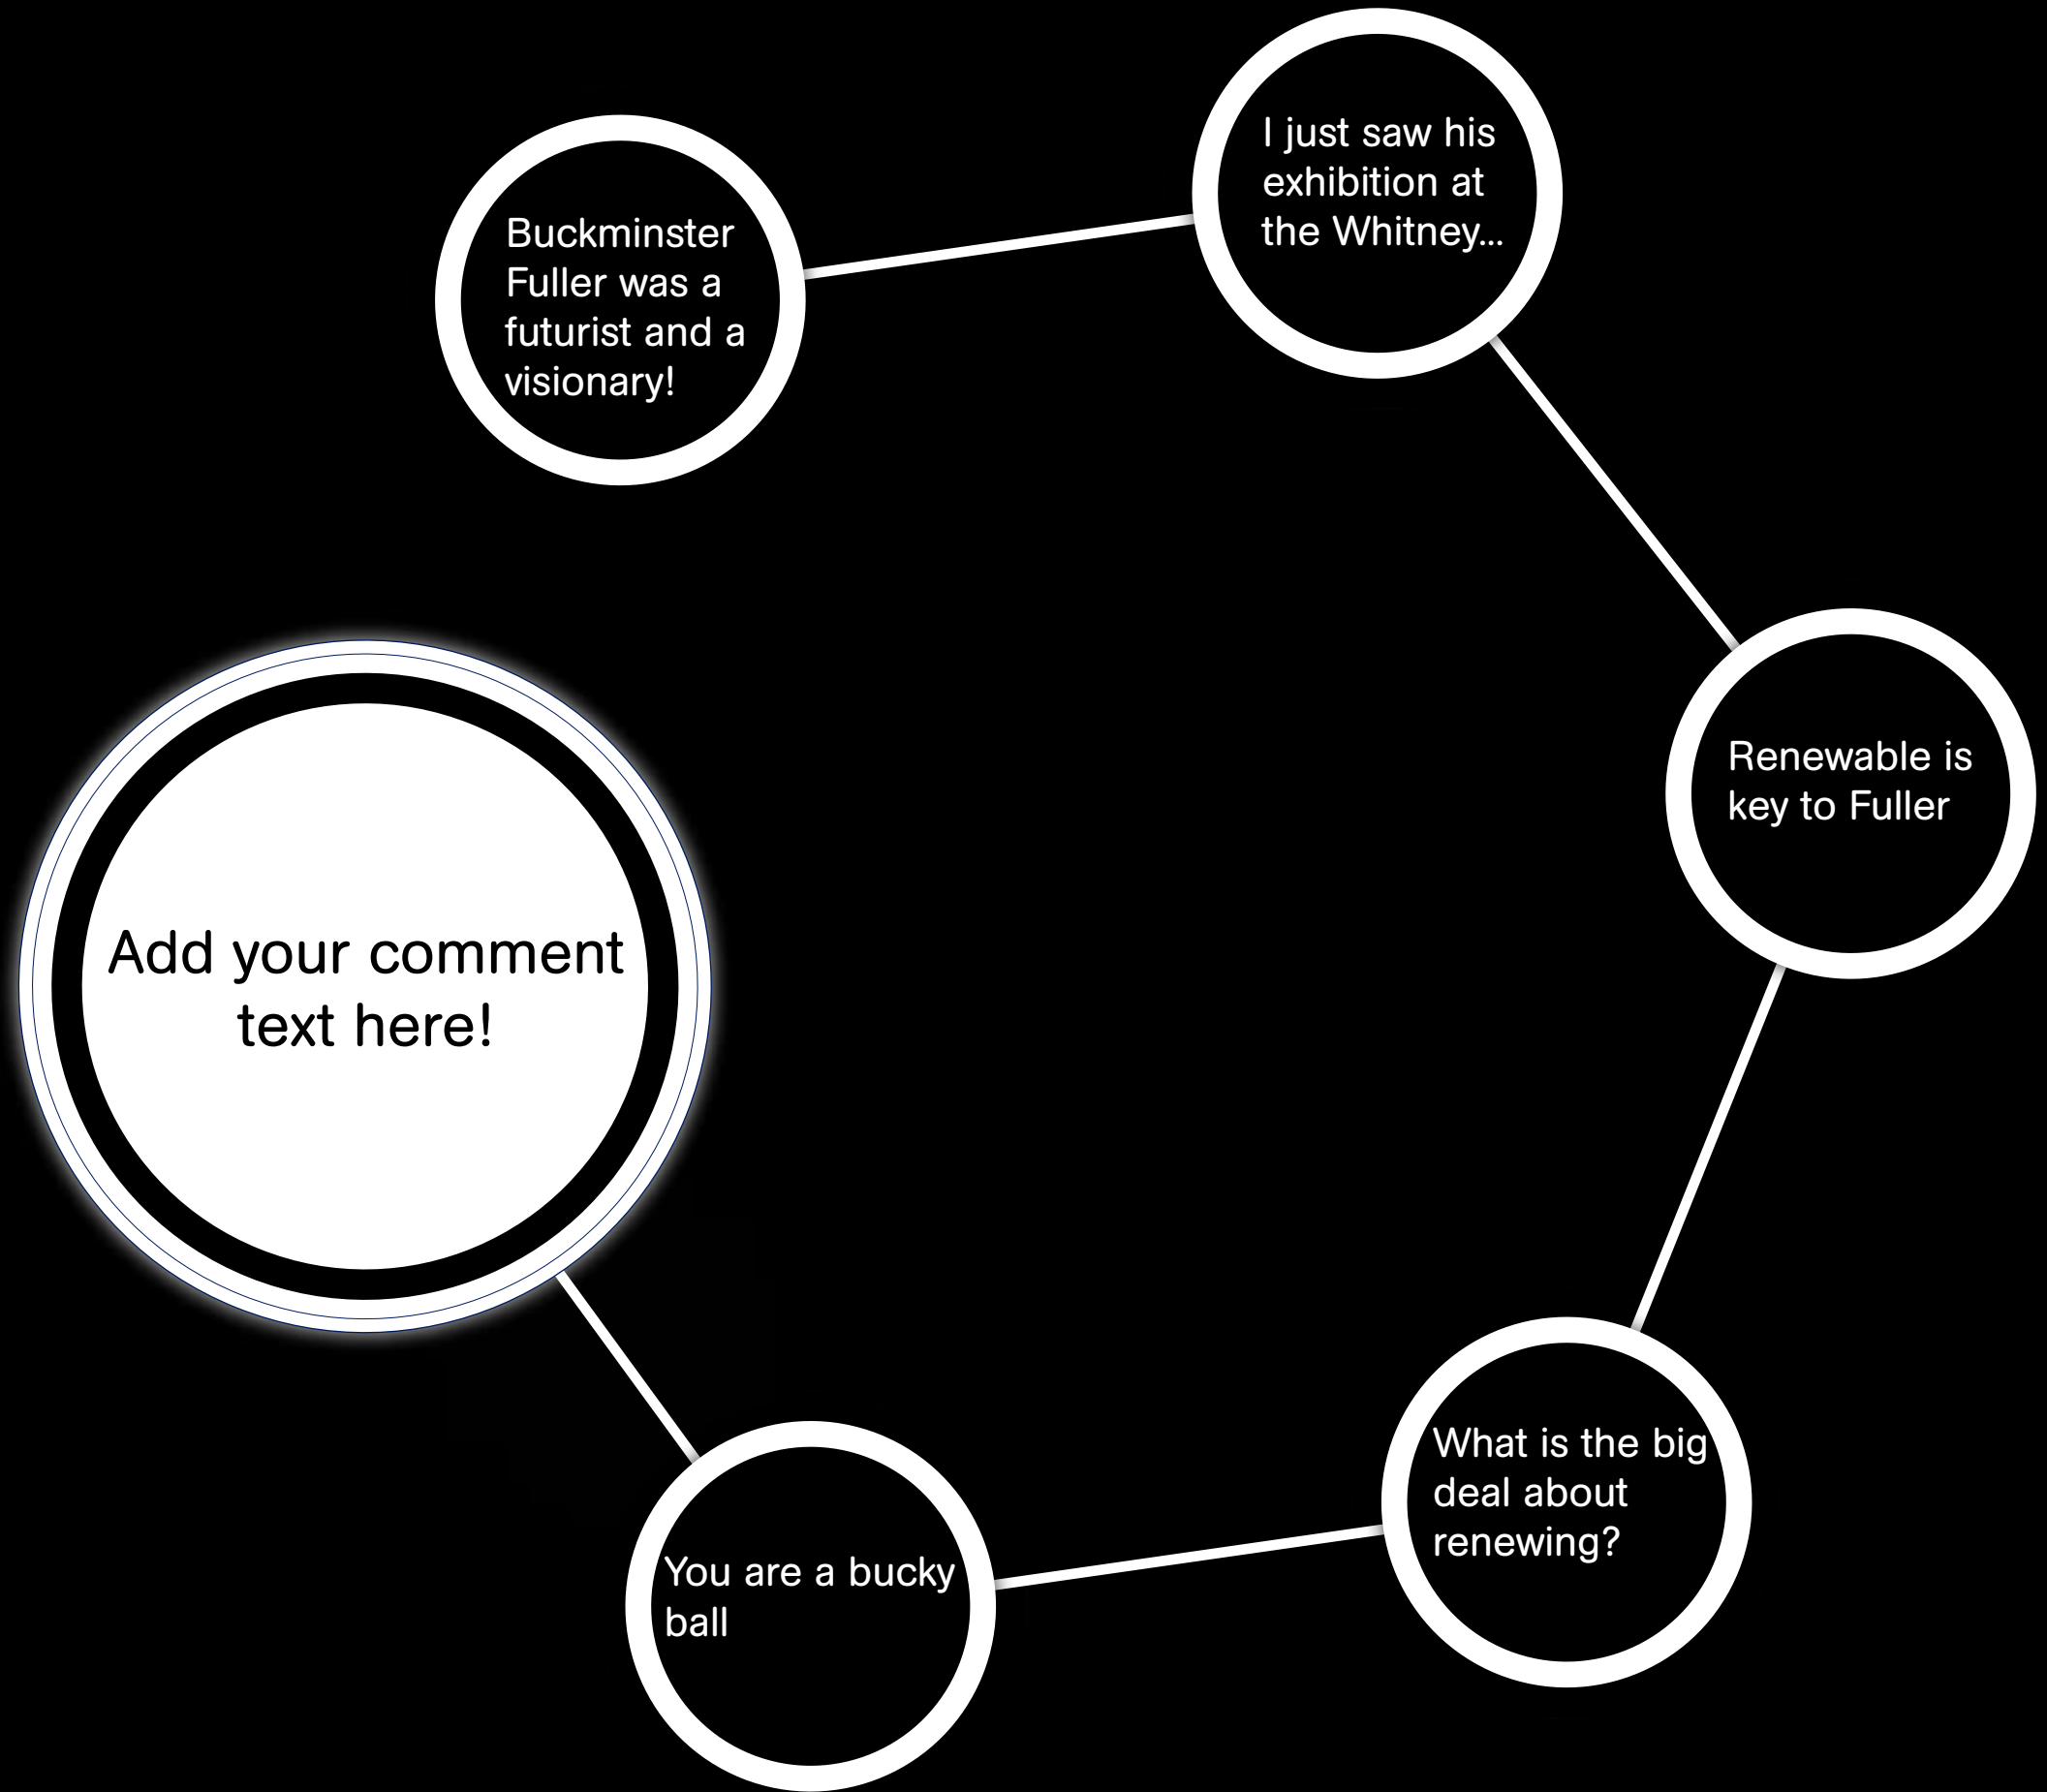 Buckminster
Fuller was a
futurist and a
visionary!
I just saw his
exhibition at
the Whitney...
Renewable is
key to Fuller
What is the big
deal about
renewing?
You are a bucky
ball
Add your comment
text here!